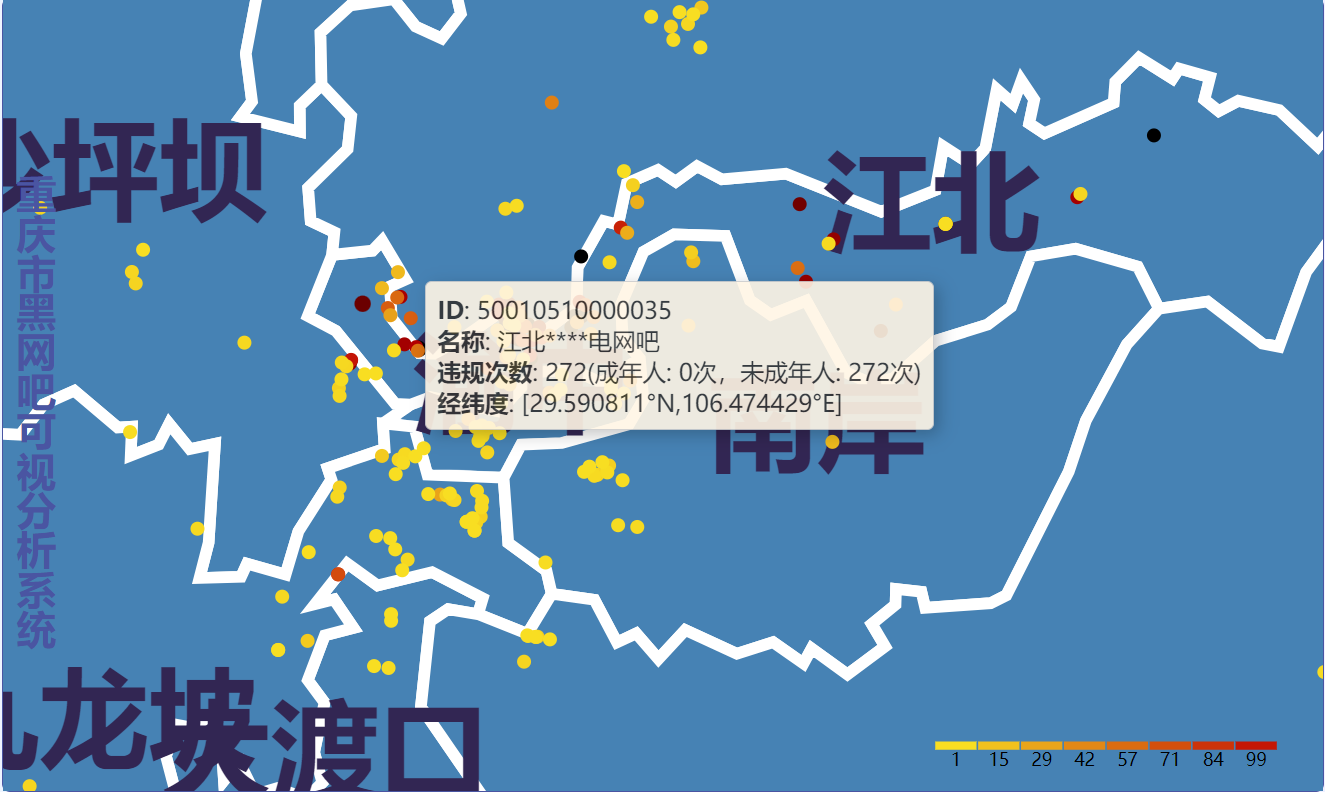 沙坪坝
江北
重庆市黑网吧可视分析系统
ID: 50010510000035
名称: 江北****电网吧
违规次数: 272(成年人: 0次，未成年人: 272次)
经纬度: [29.590811°N,106.474429°E]
南岸
九龙坡
大渡口
1 15 29 42 57 71 84 99